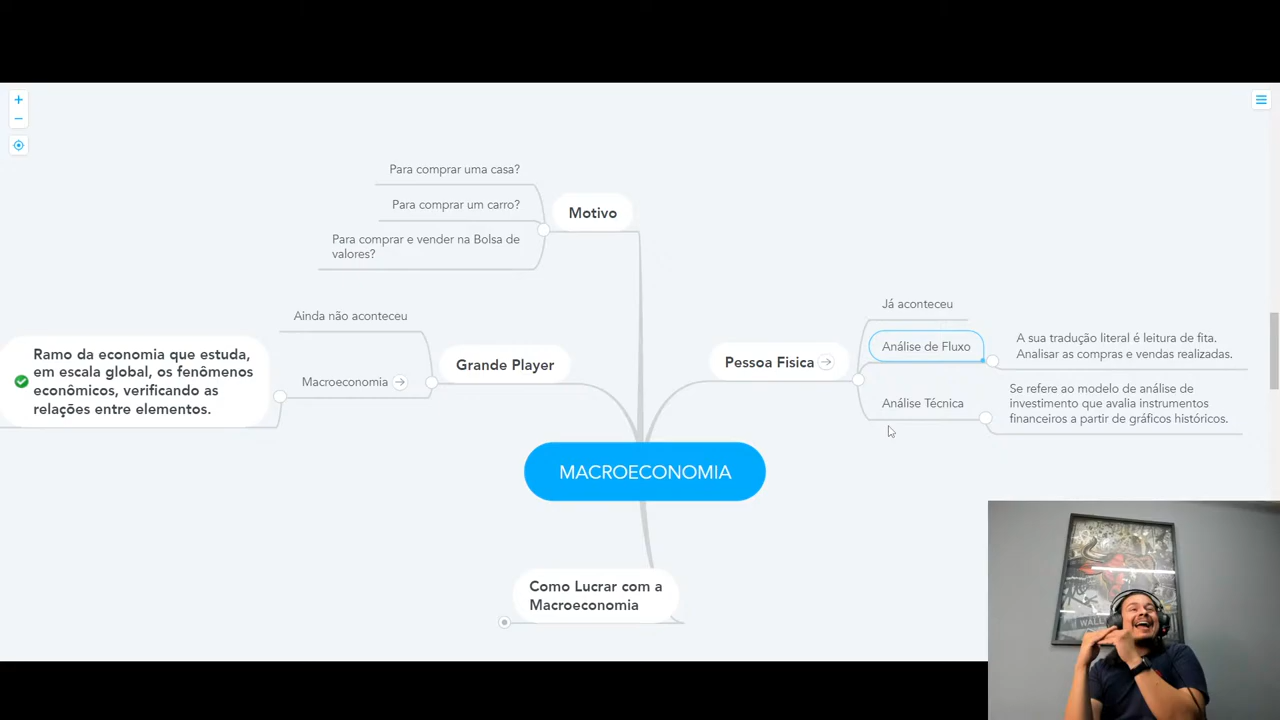 Para comprar uma casa?
Para comprar um carro?
Para comprar e vender na Bolsa de
valores?
Motivo
Ainda não aconteceu
Macroeconomia
Grande Player
Ramo da economia que estuda,
em escala global, os fenômenos
econômicos, verificando as
relações entre elementos.
Pessoa Fisica
Já aconteceu
Análise de Fluxo
A sua tradução literal é leitura de fita.
Analisar as compras e vendas realizadas.
Análise Técnica
Se refere ao modelo de análise de
investimento que avalia instrumentos
financeiros a partir de gráficos históricos.
MACROECONOMIA
Como Lucrar com a
Macroeconomia
WALL